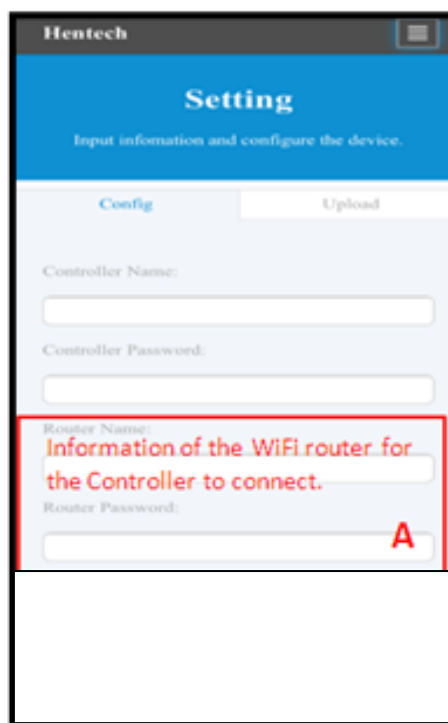 Hentech
Setting
Input infomation and configure the device.
Config Upload
Controller Name:
Controller Password:
Router Name:
Information of the WiFi router for
the Controller to connect.
Router Password:
A